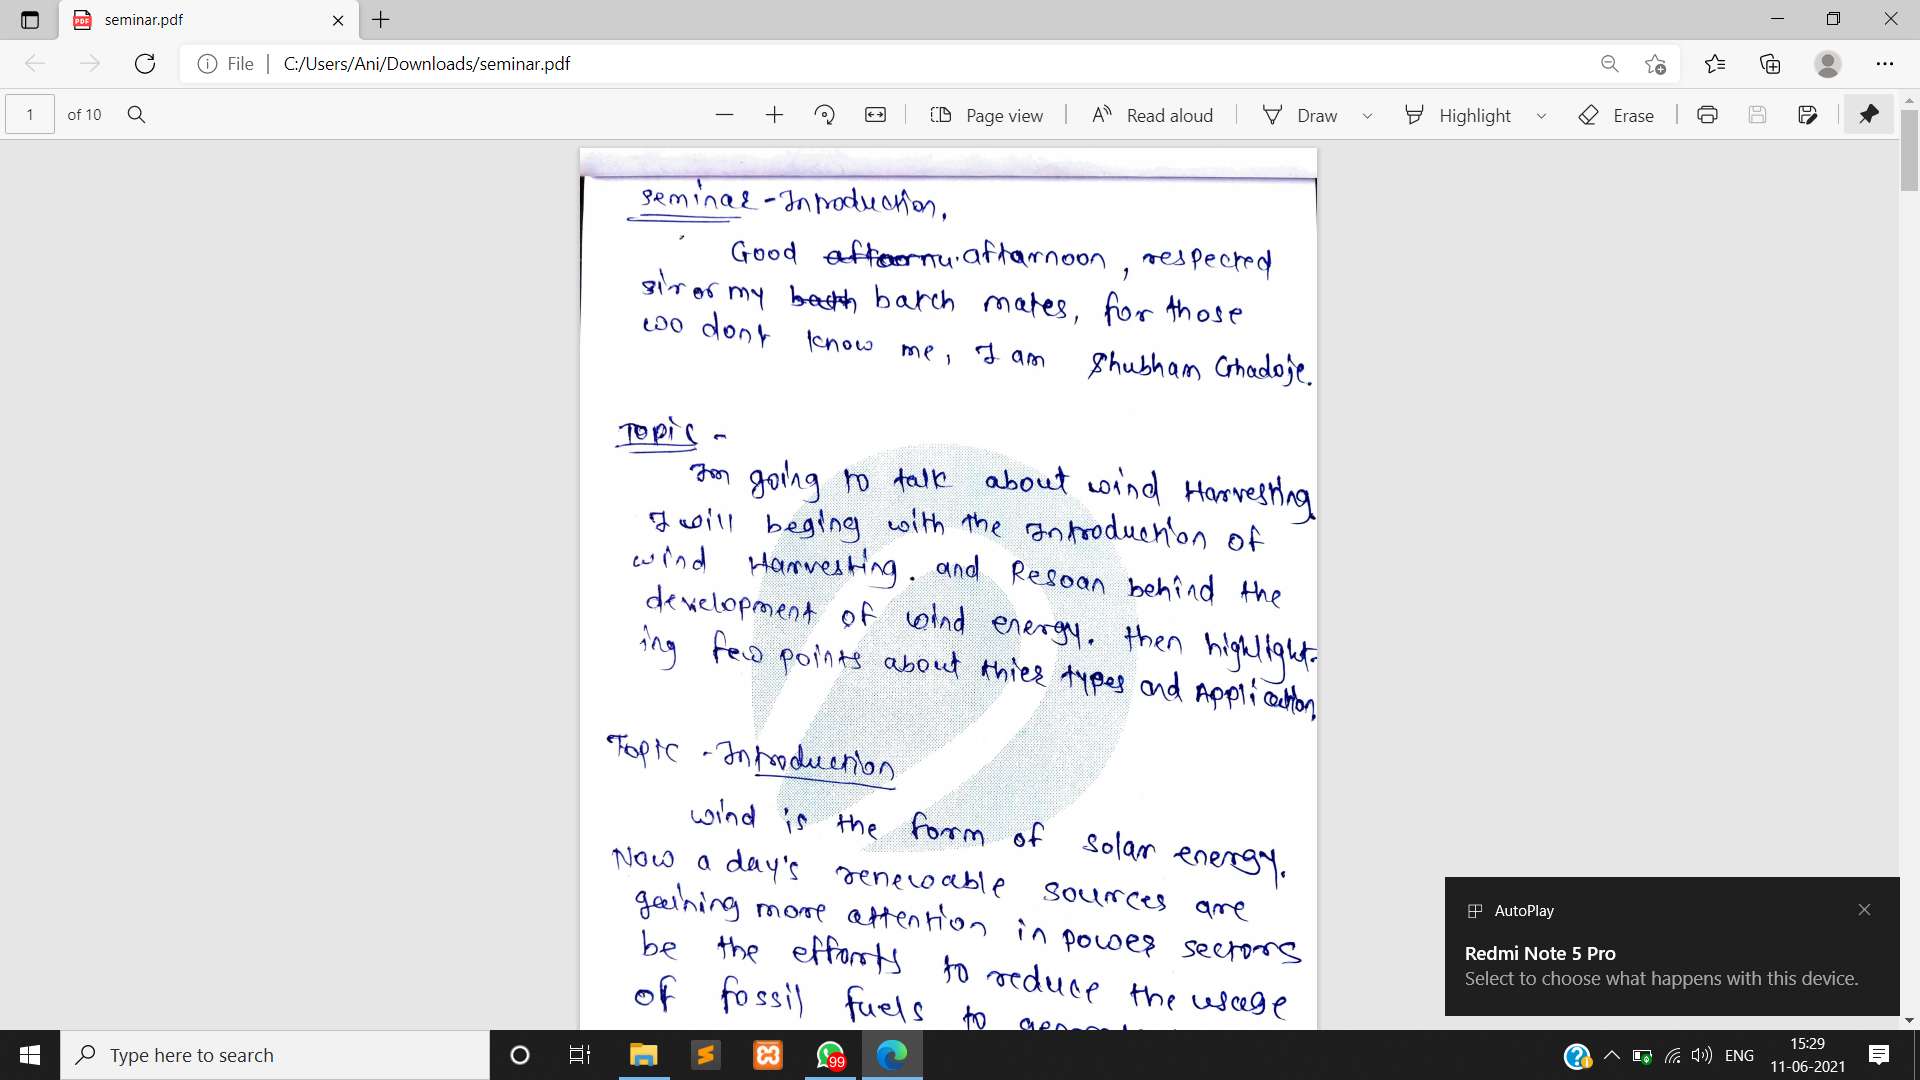 seminar.pdf
File
C:/Users/Ani/Downloads/seminar.pdf
1 of 10
Page view
Read aloud
Draw
Highlight
Erase
Seminar - Introduction.
Good afternoon, respected
sir or my batch mates, for those
woo dont know me, I am Shubham Ghadoje.
Topic -
Im going to talk about wind Harvesting
I will beging with the Introduction of
wind Harvesting. and Resoan behind the
development of wind energy. then highlight-
ing few points about thier types and Application.
Topic - Introduction
wind is the form of solar energy.
Now a day's renewable sources are
gaining more attention in power sectors
be the efforts to reduce the usage
of fossil fuels to
AutoPlay
Redmi Note 5 Pro
Select to choose what happens with this device.
Type here to search
99
ENG
15:29
11-06-2021